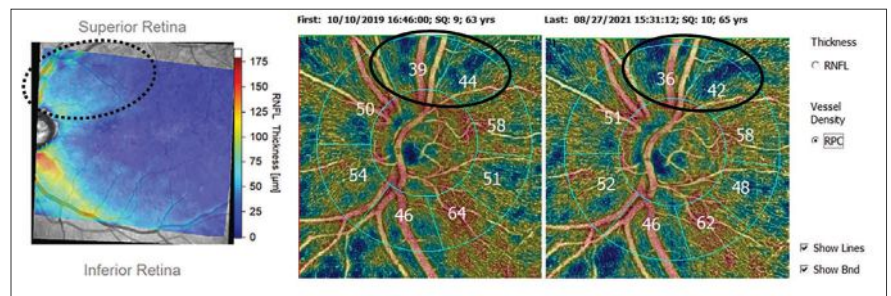 Superior Retina
175
150
125
100
75
50
25
0
RNFL Thickness [µm]
Inferior Retina
First: 10/10/2019 16:46:00; SQ: 9; 63 yrs
39
44
50
58
54
51
46
64
Last: 08/27/2021 15:31:12; SQ: 10; 65 yrs
36
42
51
58
52
48
46
62
Thickness
RNFL
Vessel
Density
RPC
Show Lines
Show Bnd